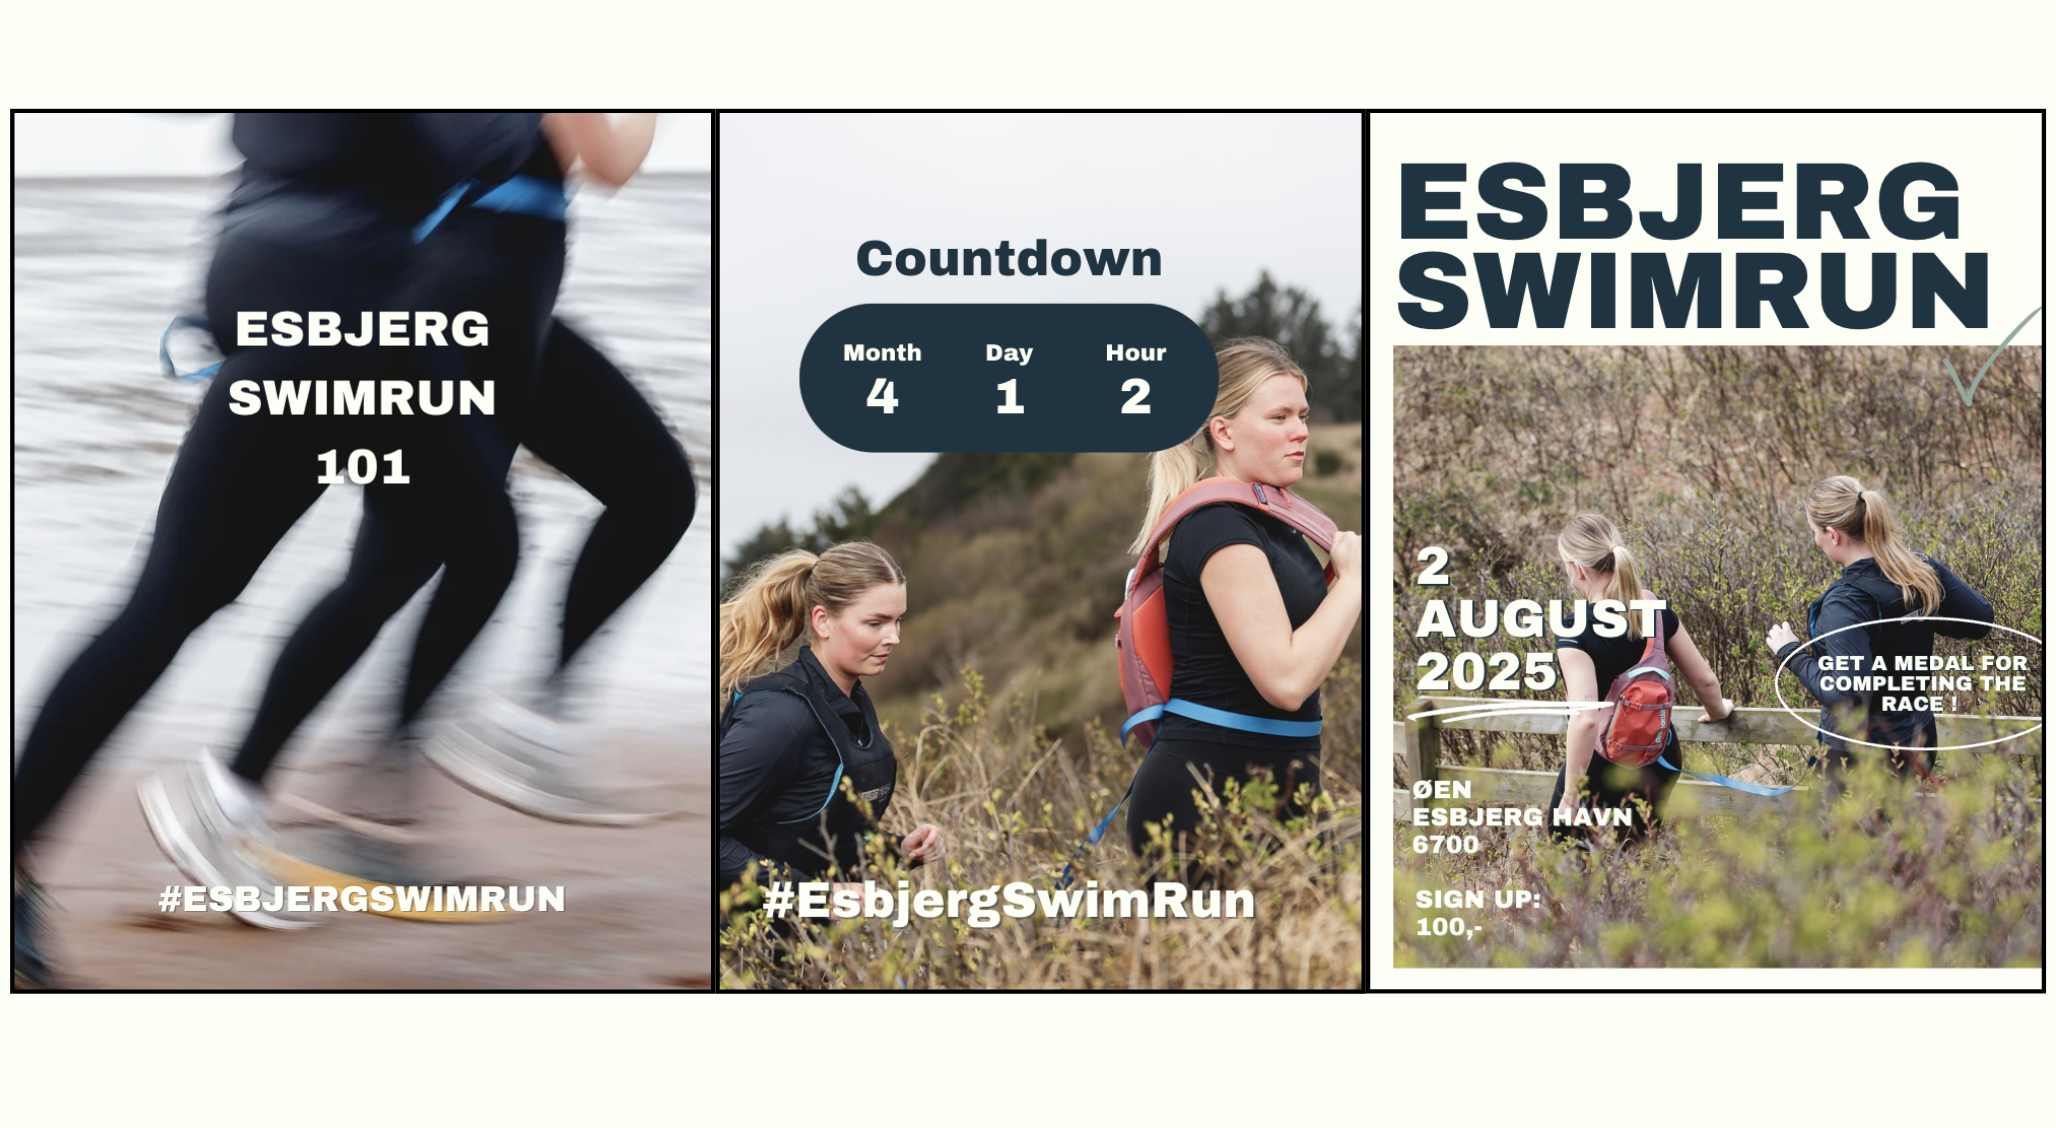 ESBJERG
SWIMRUN
101
#ESBJERGSWIMRUN
Countdown
Month Day Hour
4 1 2
#EsbjergSwimRun
ESBJERG
SWIMRUN
2
AUGUST
2025
GET A MEDAL FOR
COMPLETING THE
RACE !
ØEN
ESBJERG HAVN
6700
SIGN UP:
100,-